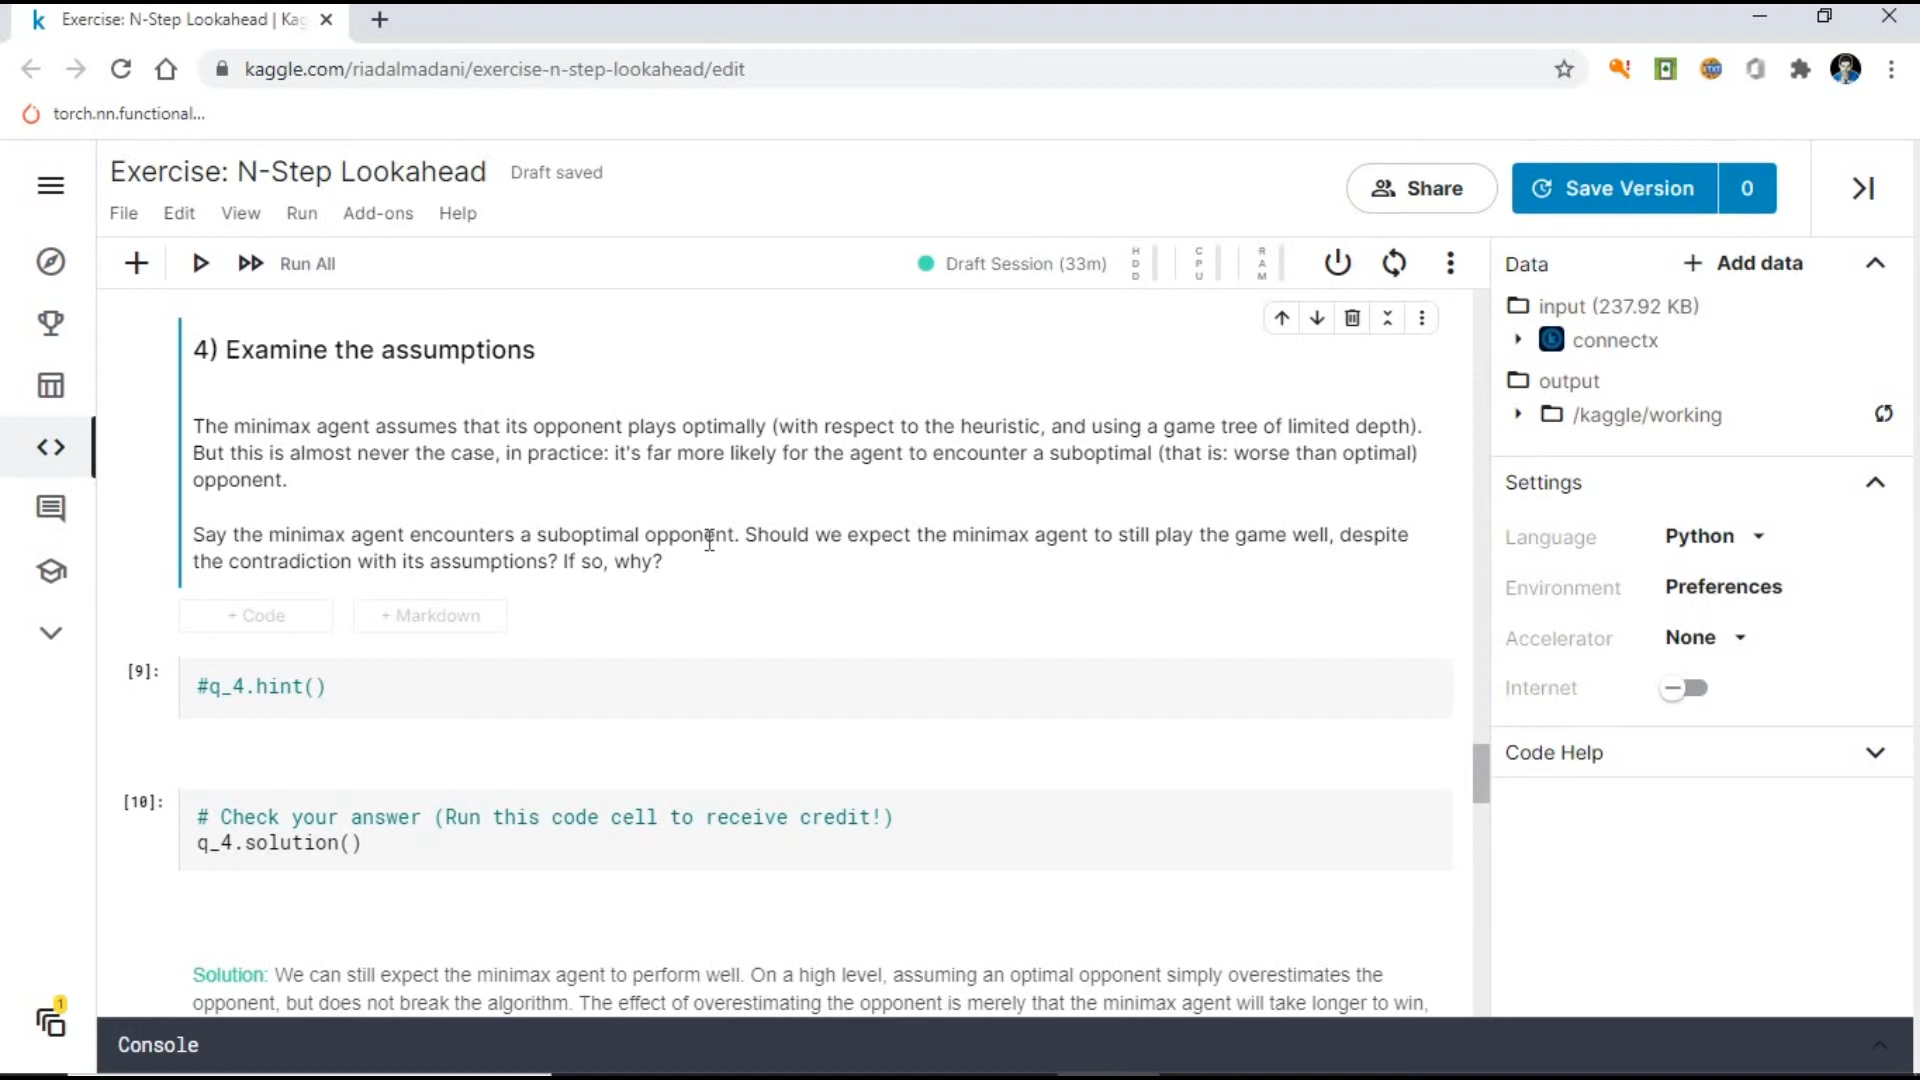 Exercise: N-Step Lookahead | Kag
kaggle.com/riadalmadani/exercise-n-step-lookahead/edit
torch.nn.functional...
Exercise: N-Step Lookahead
Draft saved
Share
Save Version
0
File Edit View Run Add-ons Help
Run All
Draft Session (33m)
HDD
CPU
RAM
Data
+ Add data
input (237.92 KB)
connectx
output
/kaggle/working
Settings
Language Python
Environment Preferences
Accelerator None
Internet
Code Help
4) Examine the assumptions
The minimax agent assumes that its opponent plays optimally (with respect to the heuristic, and using a game tree of limited depth).
But this is almost never the case, in practice: it's far more likely for the agent to encounter a suboptimal (that is: worse than optimal)
opponent.
Say the minimax agent encounters a suboptimal opponent. Should we expect the minimax agent to still play the game well, despite
the contradiction with its assumptions? If so, why?
+ Code
+ Markdown
[9]:
#q_4.hint()
[10]:
# Check your answer (Run this code cell to receive credit!)
q_4.solution()
Solution: We can still expect the minimax agent to perform well. On a high level, assuming an optimal opponent simply overestimates the
opponent, but does not break the algorithm. The effect of overestimating the opponent is merely that the minimax agent will take longer to win,
1
Console